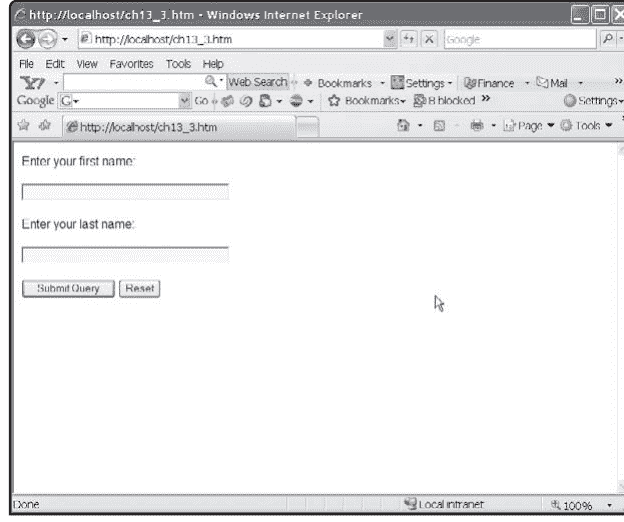 http://localhost/ch13_3.htm - Windows Internet Explorer
http://localhost/ch13_3.htm Google
File Edit View Favorites Tools Help
Y7 Web Search Bookmarks Settings Finance Mail »
Google G Go Bookmarks 8 blocked » Settings
http://localhost/ch13_3.htm Page Tools »
Enter your first name:
Enter your last name:
Submit Query Reset
Done Local intranet 100%